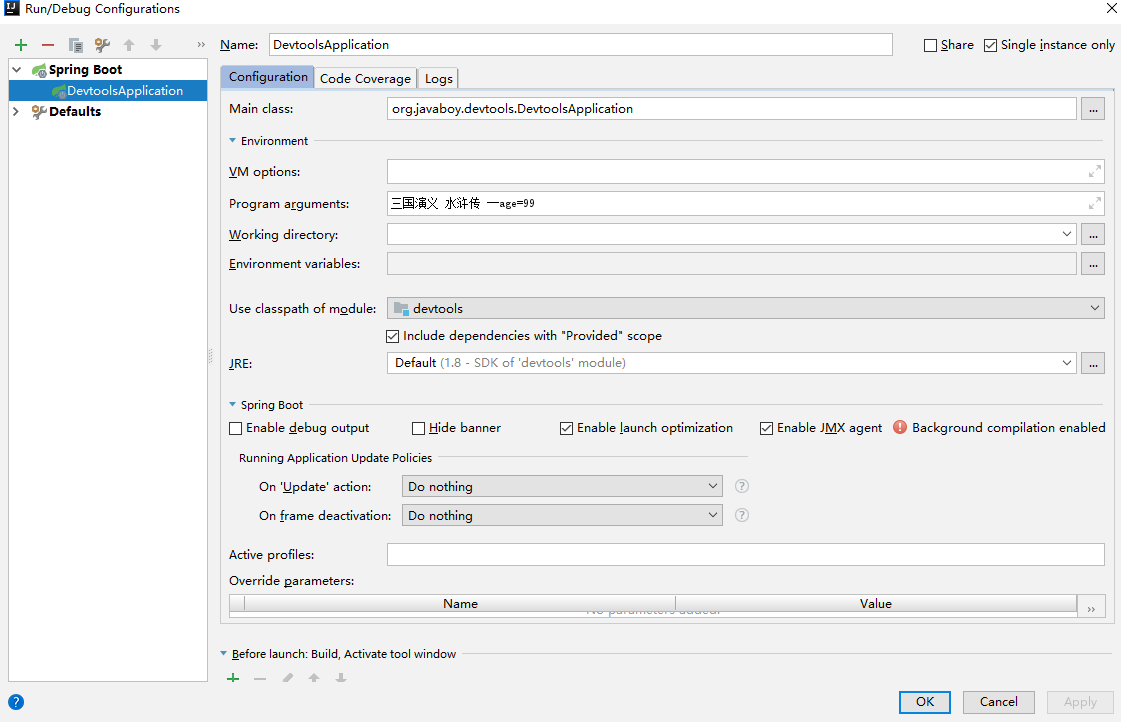 Run/Debug Configurations
Name: DevtoolsApplication Share Single instance only
Spring Boot
DevtoolsApplication
Defaults
Configuration Code Coverage Logs
Main class: org.javaboy.devtools.DevtoolsApplication ...
Environment
VM options:
Program arguments: 三国演义 水浒传 --age=99
Working directory: ...
Environment variables: ...
Use classpath of module: devtools
Include dependencies with "Provided" scope
JRE: Default (1.8 - SDK of 'devtools' module) ...
Spring Boot
Enable debug output Hide banner Enable launch optimization Enable JMX agent Background compilation enabled
Running Application Update Policies
On 'Update' action: Do nothing ?
On frame deactivation: Do nothing ?
Active profiles:
Override parameters:
Name Value
No parameters added.
Before launch: Build, Activate tool window
? OK Cancel Apply